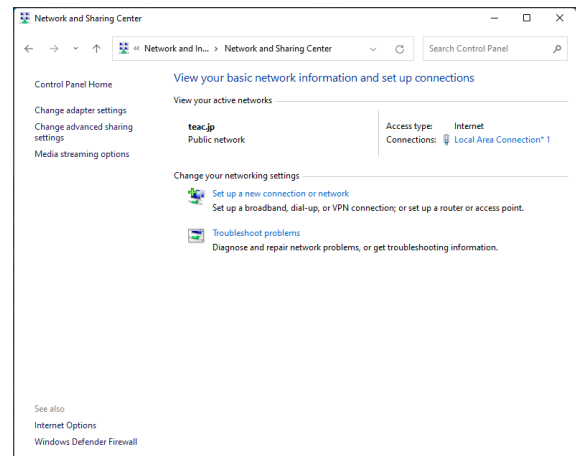 Network and Sharing Center
« Network and In... > Network and Sharing Center
Search Control Panel
Control Panel Home
Change adapter settings
Change advanced sharing
settings
Media streaming options
View your basic network information and set up connections
View your active networks
teac.jp
Public network
Access type: Internet
Connections: Local Area Connection* 1
Change your networking settings
Set up a new connection or network
Set up a broadband, dial-up, or VPN connection; or set up a router or access point.
Troubleshoot problems
Diagnose and repair network problems, or get troubleshooting information.
See also
Internet Options
Windows Defender Firewall